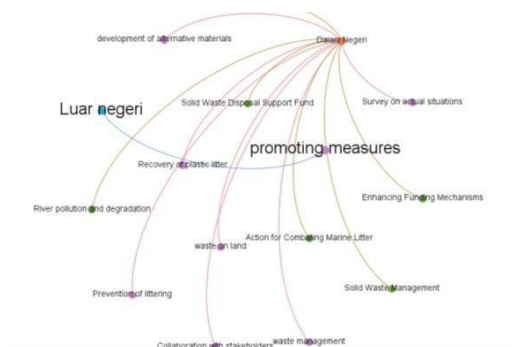 development of alternative materials
Dalam Negeri
Luar negeri
Solid Waste Disposal Support Fund
Survey on actual situations
promoting measures
Recovery of plastic litter
Enhancing Funding Mechanisms
River pollution and degradation
waste on land
Action for Combating Marine Litter
Prevention of littering
Solid Waste Management
Collaboration with stakeholders
waste management